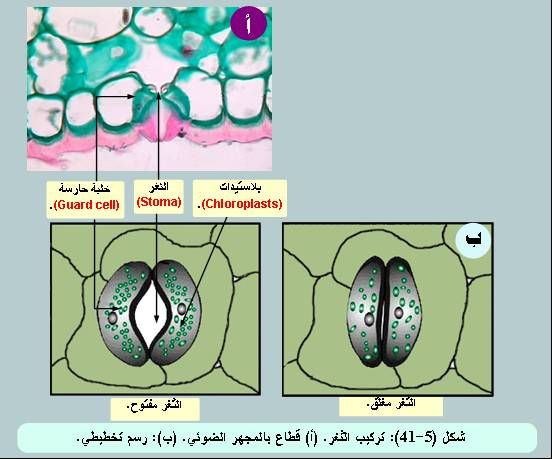 أ
خلية حارسة
(Guard cell).
الثغر
(Stoma)
بلاستيدات
(Chloroplasts).
ب
الثغر مفتوح.
الثغر مغلق.
شكل (5-41): تركيب الثغر. (أ) قطاع بالمجهر الضوئي. (ب): رسم تخطيطي.